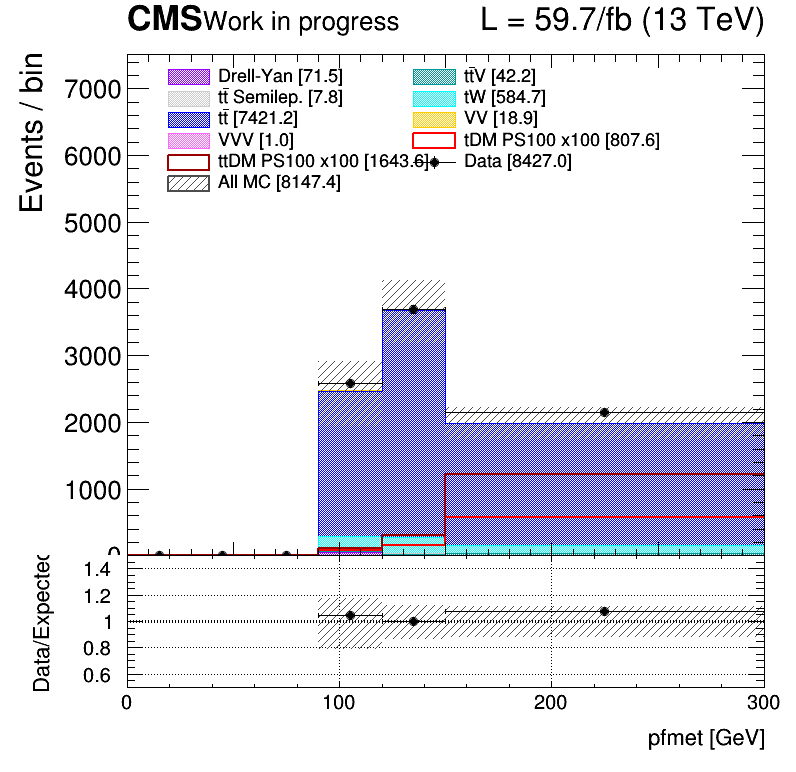 CMS Work in progress L = 59.7/fb (13 TeV)
Events / bin
7000
6000
5000
4000
3000
2000
1000
0
Drell-Yan [71.5]
tt̄V [42.2]
tt̄ Semilep. [7.8]
tW [584.7]
tt̄ [7421.2]
VV [18.9]
VVV [1.0]
tDM PS100 x100 [807.6]
ttDM PS100 x100 [1643.6]
Data [8427.0]
All MC [8147.4]
Data/Expected
1.4
1.2
1
0.8
0.6
0 100 200 300
pfmet [GeV]